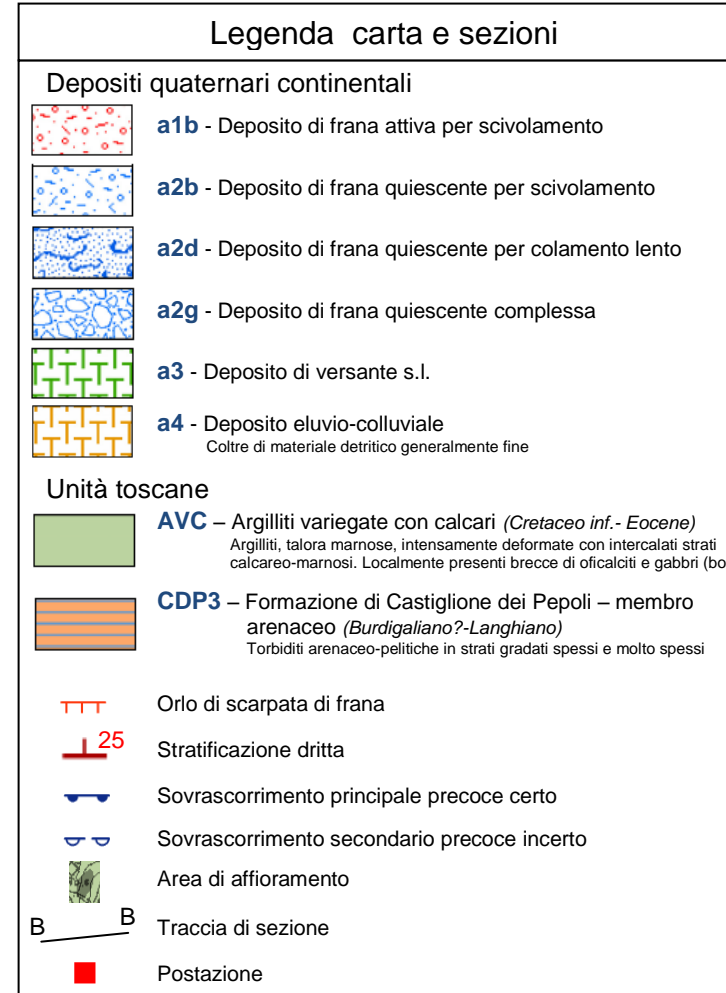 Legenda carta e sezioni
Depositi quaternari continentali
a1b - Deposito di frana attiva per scivolamento
a2b - Deposito di frana quiescente per scivolamento
a2d - Deposito di frana quiescente per colamento lento
a2g - Deposito di frana quiescente complessa
a3 - Deposito di versante s.l.
a4 - Deposito eluvio-colluviale
Coltre di materiale detritico generalmente fine
Unità toscane
AVC – Argilliti variegate con calcari (Cretaceo inf.- Eocene)
Argilliti, talora marnose, intensamente deformate con intercalati strati
calcareo-marnosi. Localmente presenti brecce di oficalciti e gabbri (bo
CDP3 – Formazione di Castiglione dei Pepoli – membro
arenaceo (Burdigaliano?-Langhiano)
Torbiditi arenaceo-pelitiche in strati gradati spessi e molto spessi
Orlo di scarpata di frana
25
Stratificazione dritta
Sovrascorrimento principale precoce certo
Sovrascorrimento secondario precoce incerto
Area di affioramento
B B
Traccia di sezione
Postazione